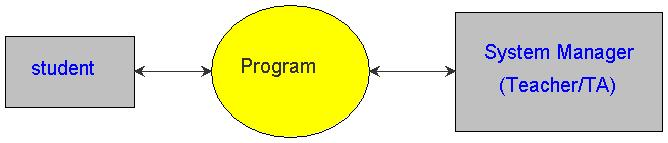 student
Program
System Manager
(Teacher/TA)